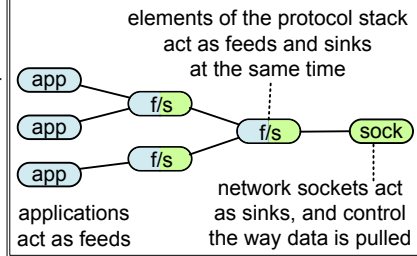 elements of the protocol stack
act as feeds and sinks
at the same time
app
f/s
app
f/s
sock
f/s
app
applications
act as feeds
network sockets act
as sinks, and control
the way data is pulled